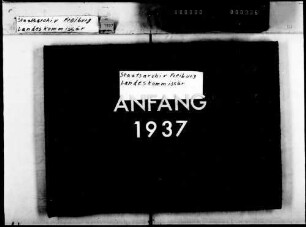 Staatsarchiv Freiburg
Landeskommissär
Staatsarchiv Freiburg
Landeskommissär
ANFANG
1937